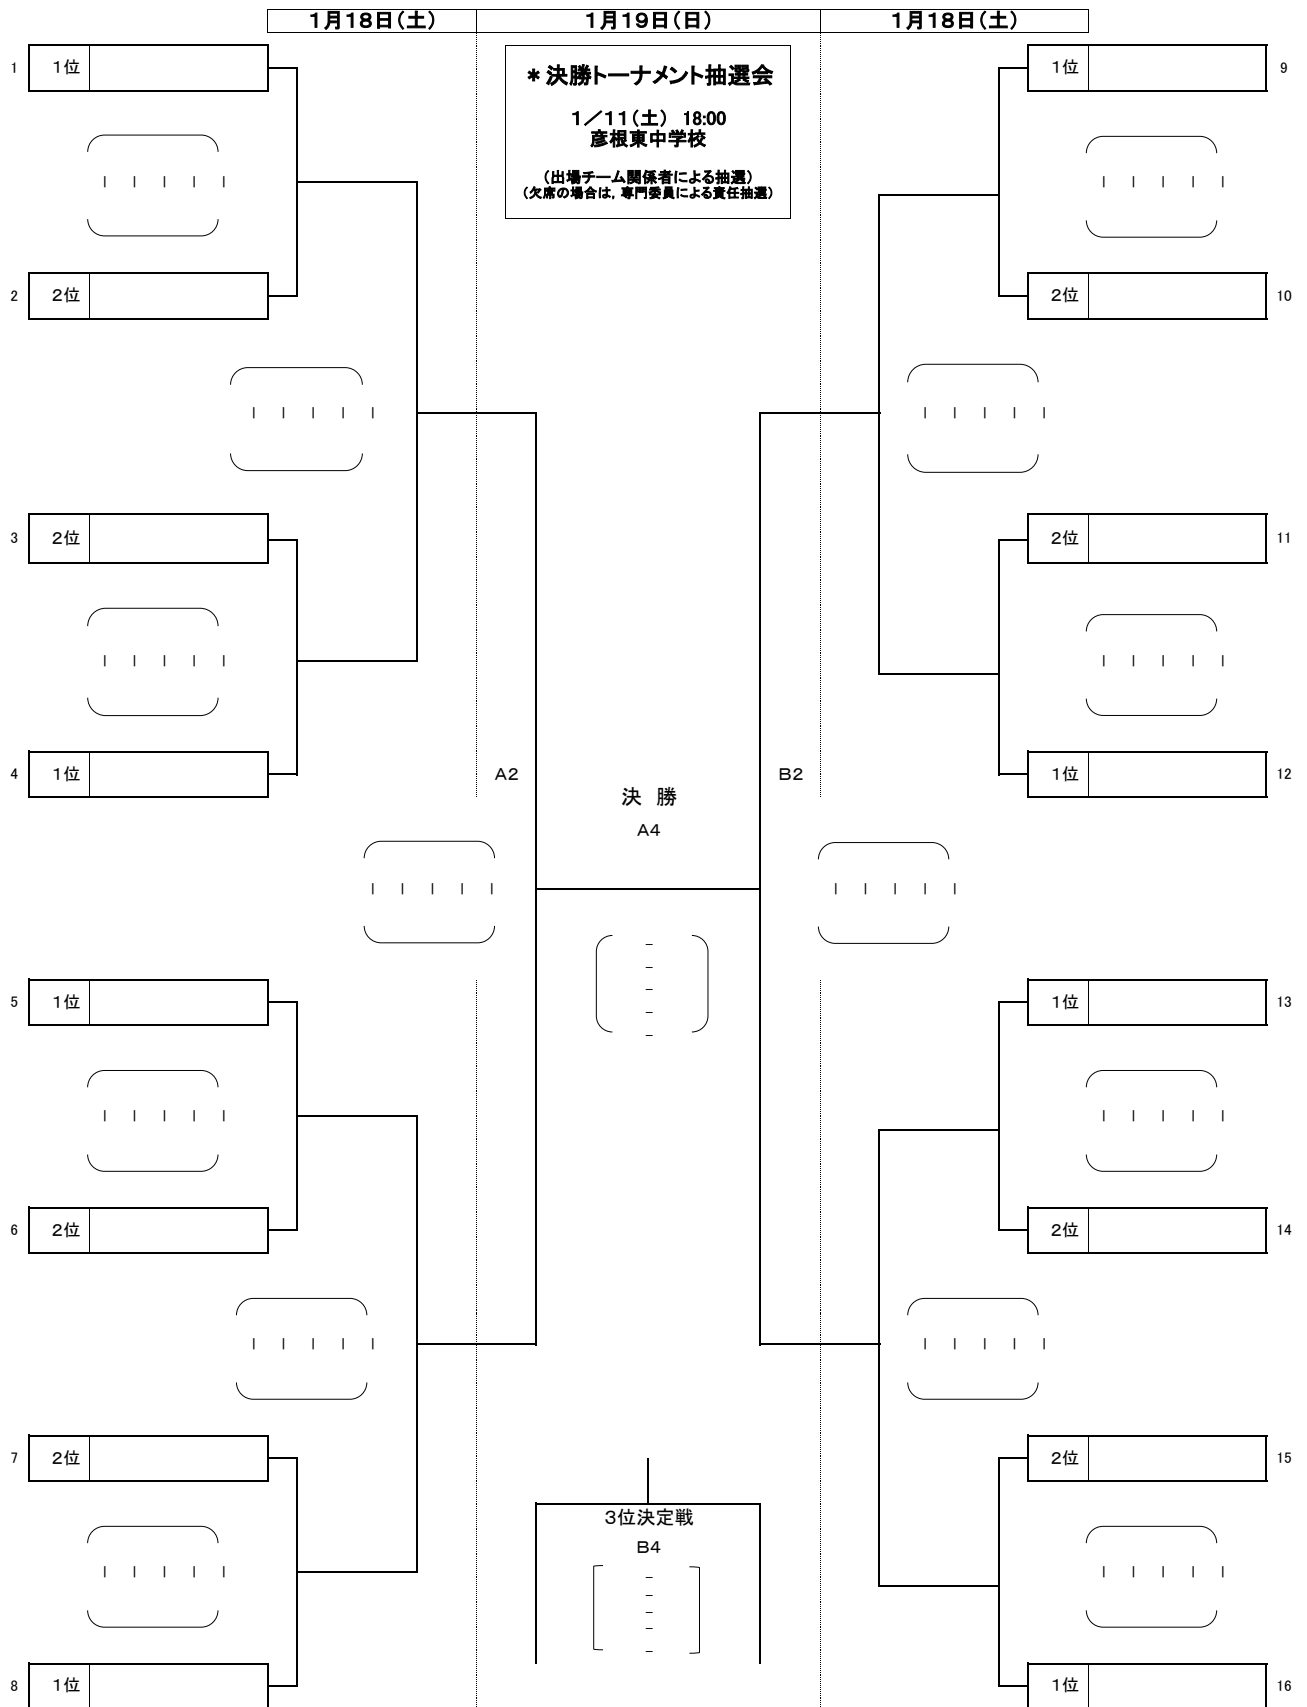 1月18日(土)
1月19日(日)
1月18日(土)
*決勝トーナメント抽選会
1/11(土) 18:00
彦根東中学校
(出場チーム関係者による抽選)
(欠席の場合は, 専門委員による責任抽選)
1 1位
1位 9
2 2位
2位 10
3 2位
2位 11
4 1位
A2
B2
1位 12
決 勝
A4
5 1位
1位 13
6 2位
2位 14
7 2位
2位 15
3位決定戦
B4
8 1位
1位 16